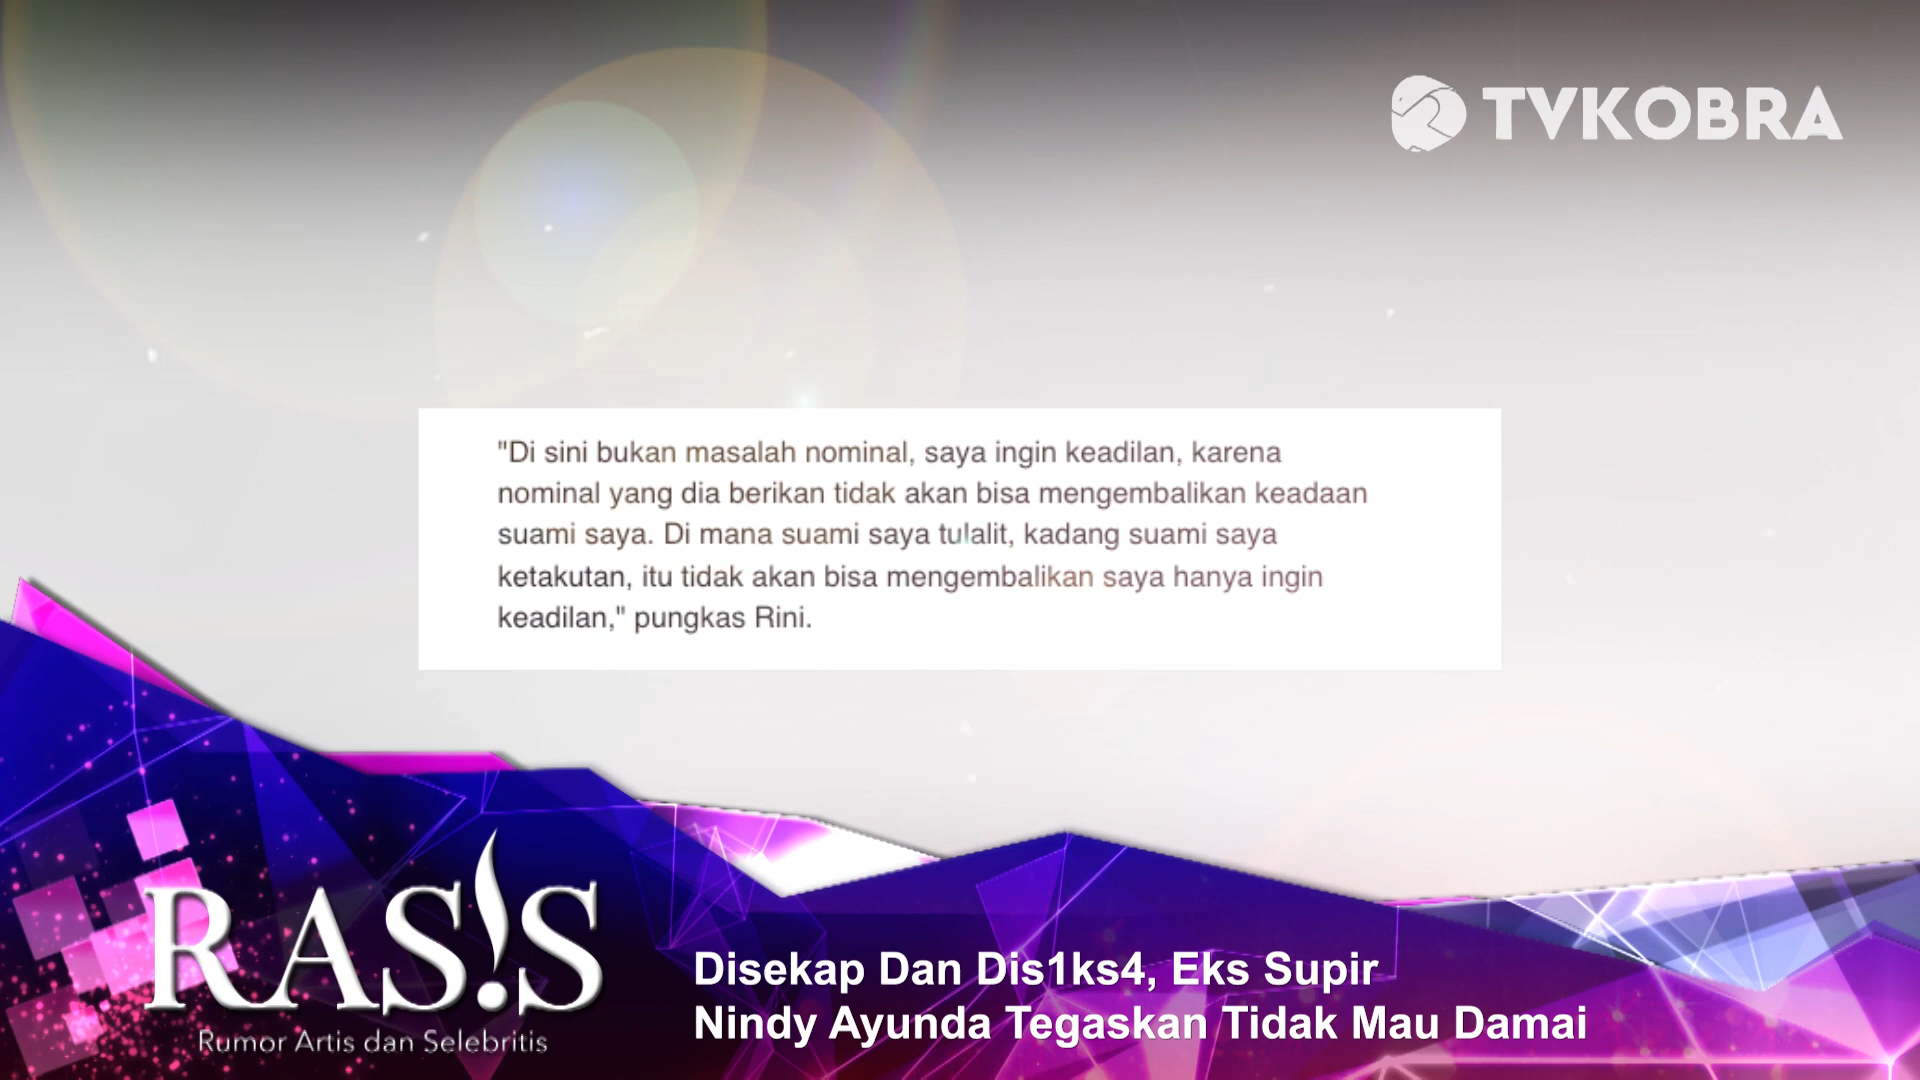 TVKOBRA
"Di sini bukan masalah nominal, saya ingin keadilan, karena
nominal yang dia berikan tidak akan bisa mengembalikan keadaan
suami saya. Di mana suami saya tulalit, kadang suami saya
ketakutan, itu tidak akan bisa mengembalikan saya hanya ingin
keadilan," pungkas Rini.
RAS!S
Rumor Artis dan Selebritis
Disekap Dan Dis1ks4, Eks Supir
Nindy Ayunda Tegaskan Tidak Mau Damai